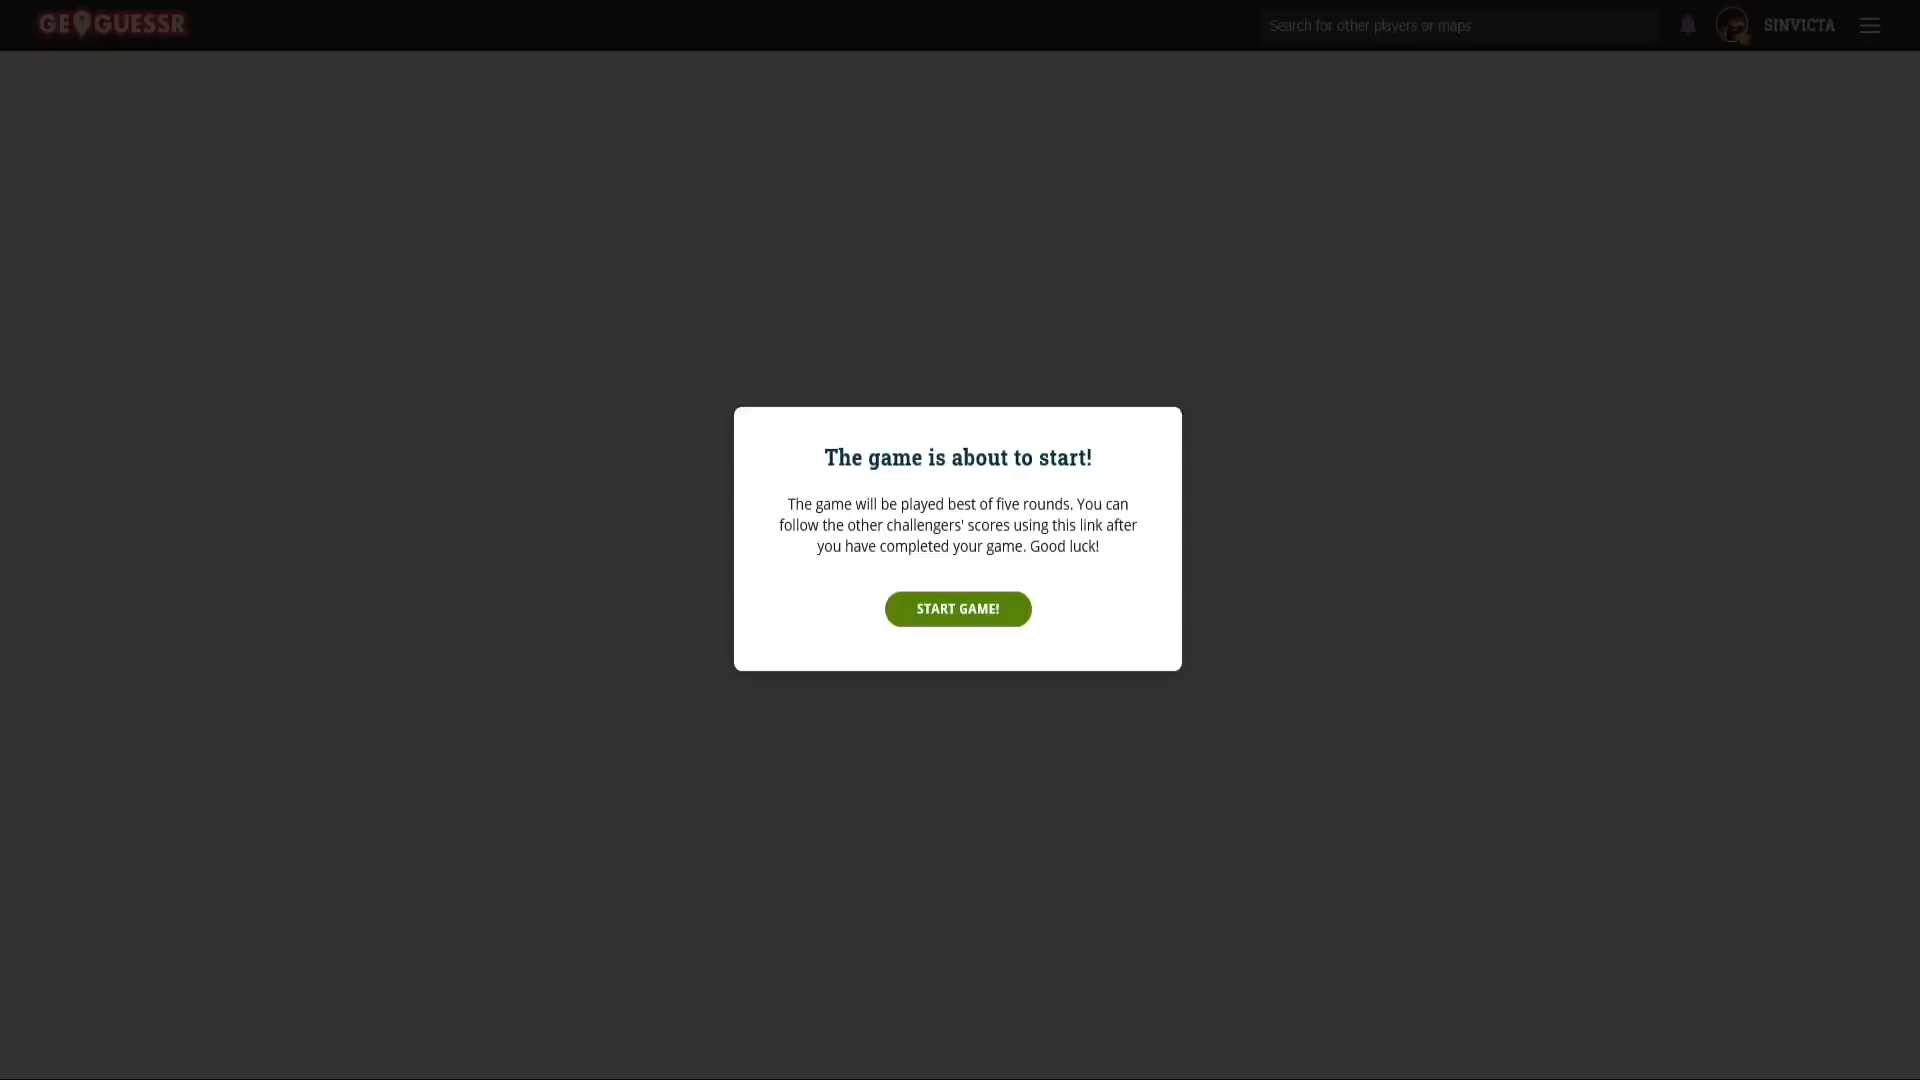 GEOGUESSR
Search for other players or maps
SINVICTA
The game is about to start!
The game will be played best of five rounds. You can
follow the other challengers' scores using this link after
you have completed your game. Good luck!
START GAME!